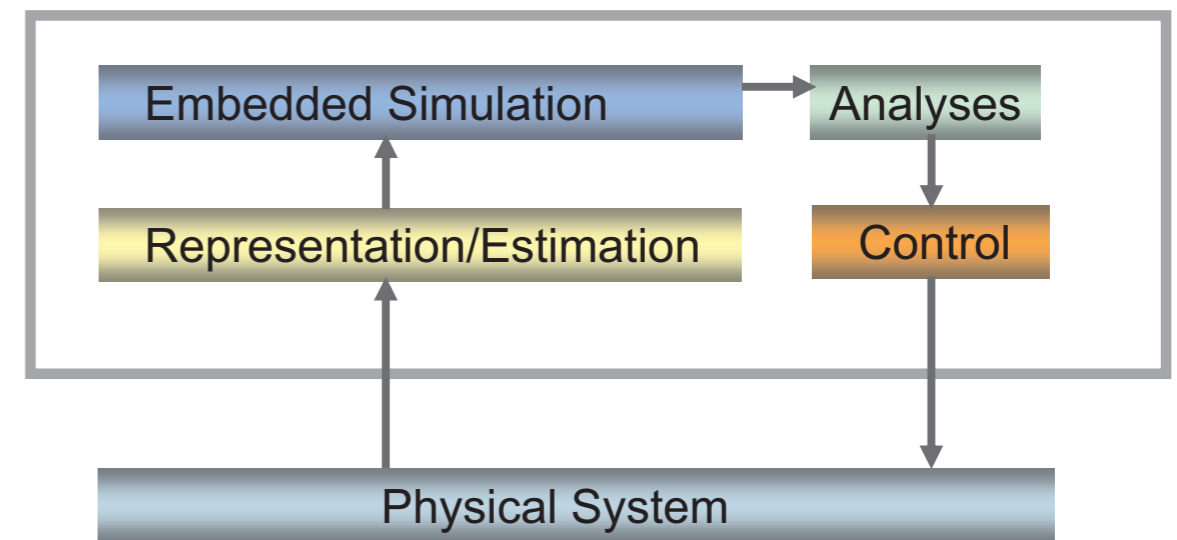 Embedded Simulation
Analyses
Representation/Estimation
Control
Physical System